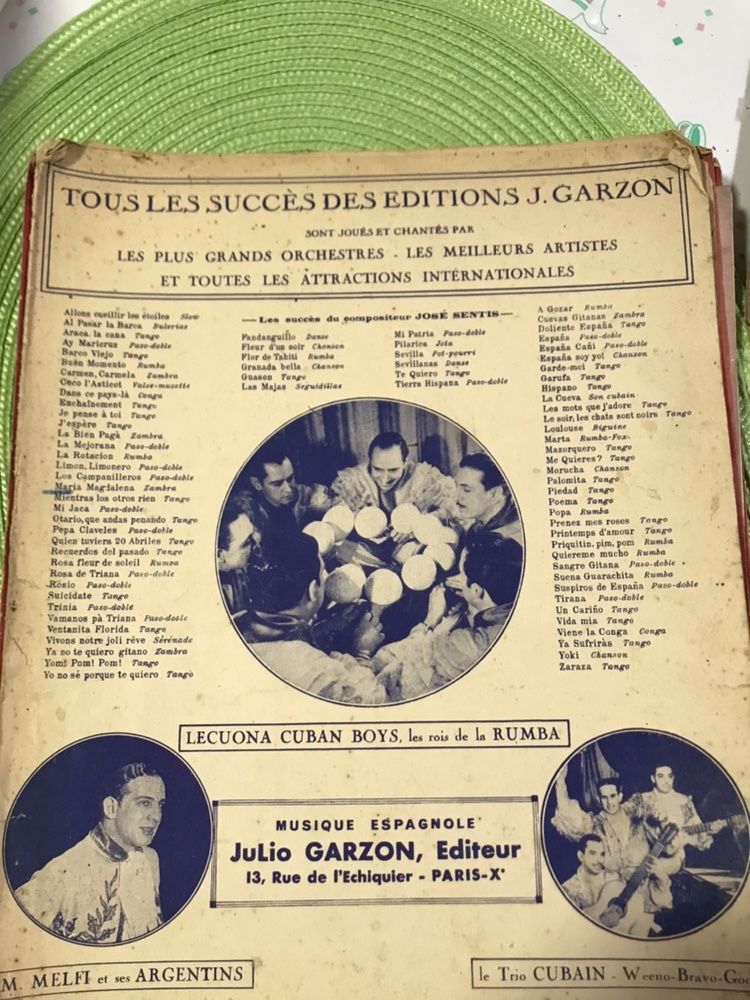 TOUS LES SUCCÈS DES EDITIONS J. GARZON
SONT JOUÉS ET CHANTÉS PAR
LES PLUS GRANDS ORCHESTRES - LES MEILLEURS ARTISTES
ET TOUTES LES ATTRACTIONS INTERNATIONALES
Allons cueillir les étoiles Slow
Al Pasar la Barca Bulerias
Araca la cana Tango
Ay Maricrus Paso-doble
Barco Viejo Tango
Buen Momento Rumba
Carmen, Carmela Zambra
Ceco l'Asticot Valse-musette
Dans ce pays-là Conga
Enchaînement Tango
Je pense à toi Tango
J'espère Tango
La Bien Pagà Zambra
La Mejorana Paso-doble
La Rotacion Rumba
Limon, Limonero Paso-doble
Los Campanilleros Paso-doble
Maria Magdalena Zambra
Mientras los otros rien Tango
Mi Jaca Paso-doble
Otario, que andas penando Tango
Pepa Claveles Paso-doble
Quien tuviera 20 Abriles Tango
Recuerdos del pasado Tango
Rosa fleur de soleil Rumba
Rosa de Triana Paso-doble
Rosio Paso-doble
Suicidate Tango
Trinia Paso-doble
Vamanos pà Triana Paso-doble
Ventanita Florida Tango
Vivons notre joli rêve Sérénade
Ya no te quiero gitano Zambra
Yom! Pom! Pom! Tango
Yo no sé porque te quiero Tango
— Les succès du compositeur JOSÉ SENTIS —
Fandanguillo Danse
Fleur d'un soir Chanson
Flor de Tahiti Rumba
Granada bella Chanson
Guason Tango
Las Majas Seguidillas
Mi Patria Paso-doble
Pilarica Jota
Sevilla Pot-pourri
Sevillanas Danse
Te Quiero Tango
Tierra Hispana Paso-doble
A Gozar Rumba
Cuevas Gitanas Zambra
Doliente España Tango
España Paso-doble
España Cañi Paso-doble
España soy yo! Chanson
Garde-moi Tango
Garufa Tango
Hispano Tango
La Cueva Son cubain
Les mots que j'adore Tango
Le soir, les chats sont noirs Tango
Loulouse Biguine
Marta Rumba-Fox
Mazorquero Tango
Me Quieres? Tango
Morucha Chanson
Palomita Tango
Piedad Tango
Poema Tango
Popa Rumba
Prenez mes roses Tango
Printemps d'amour Tango
Priquitin, pim, pom Rumba
Quiereme mucho Rumba
Sangre Gitana Paso-doble
Suena Guarachita Rumba
Suspiros de España Paso-doble
Tirana Paso-doble
Un Cariño Tango
Vida mia Tango
Viene la Conga Conga
Ya Sufriràs Tango
Yoki Chanson
Zaraza Tango
LECUONA CUBAN BOYS, les rois de la RUMBA
MUSIQUE ESPAGNOLE
JuLio GARZON, Editeur
13, Rue de l'Echiquier - PARIS-Xe
M. MELFI et ses ARGENTINS
le Trio CUBAIN - Weeno-Bravo-